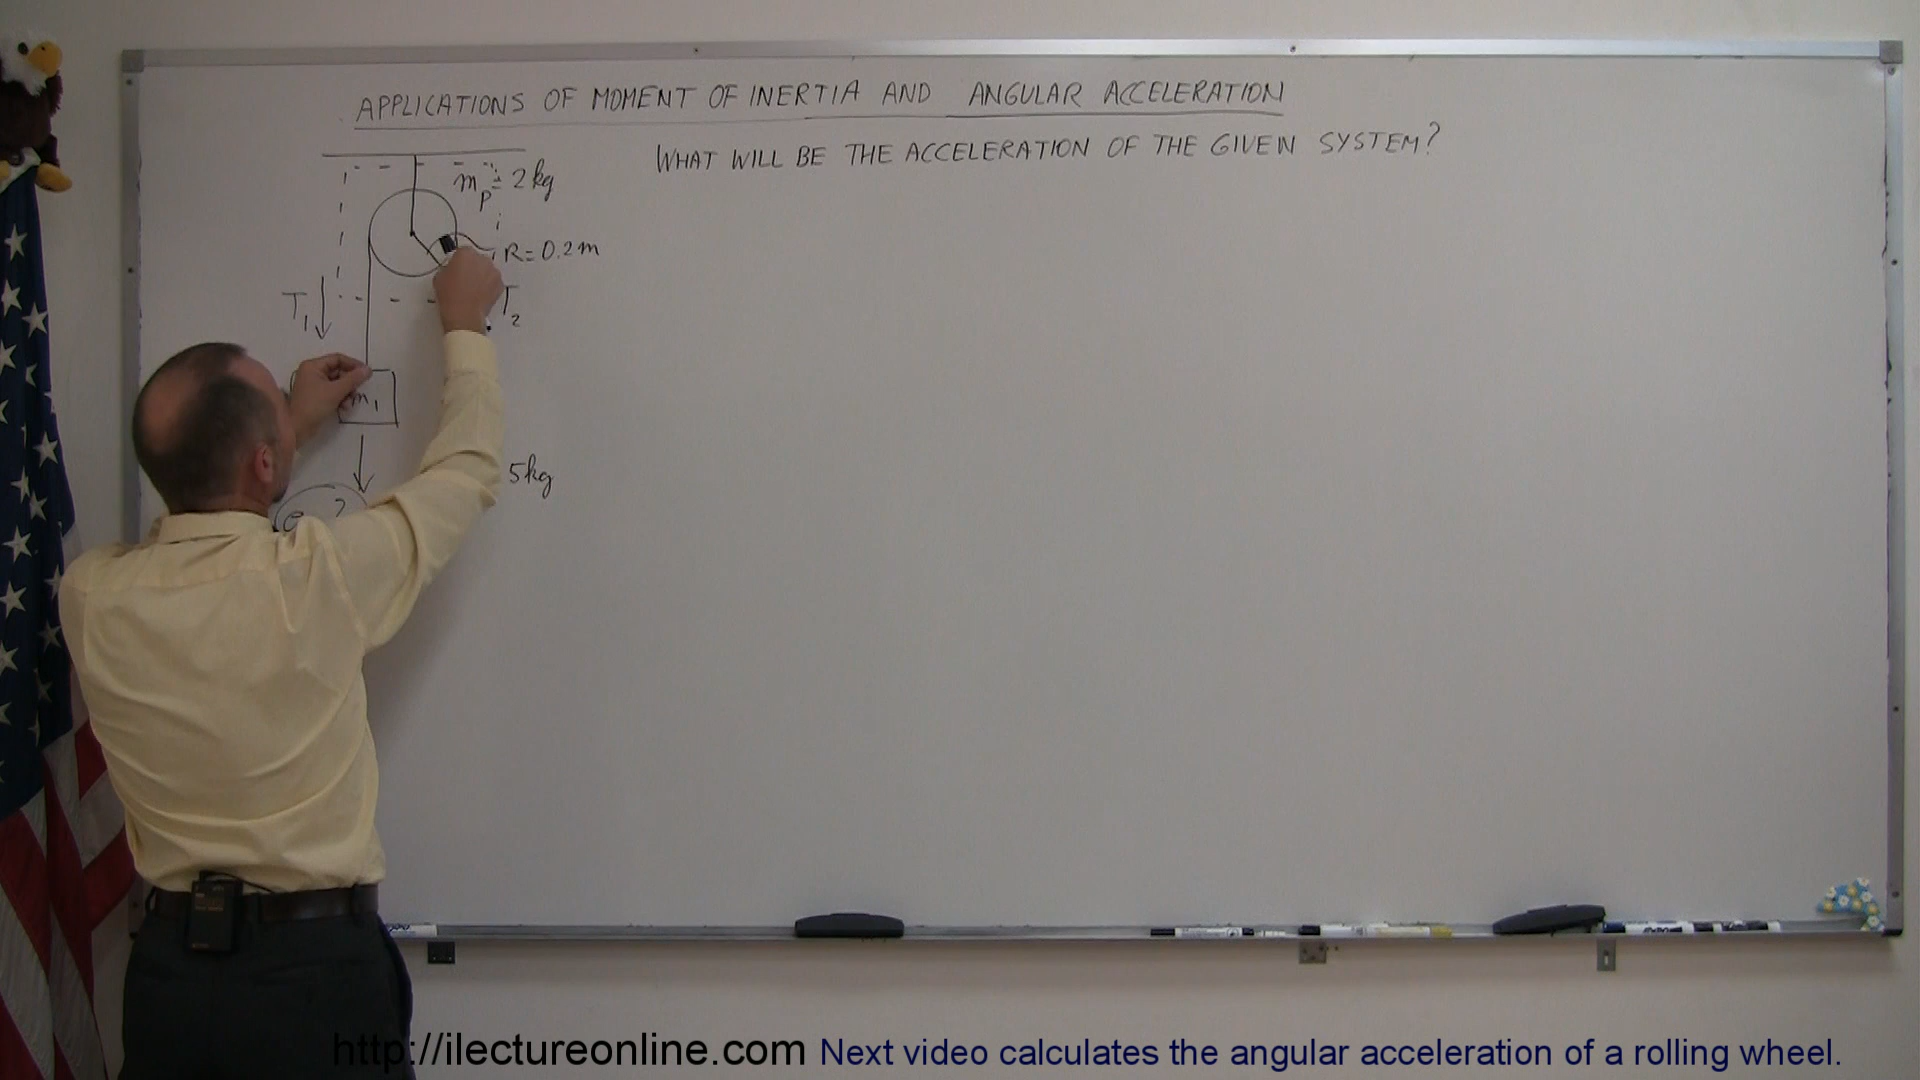 APPLICATIONS OF MOMENT OF INERTIA AND ANGULAR ACCELERATION
WHAT WILL BE THE ACCELERATION OF THE GIVEN SYSTEM?
mp = 2 kg
R = 0.2 m
T1
T2
m1
5 kg
?
http://ilectureonline.com Next video calculates the angular acceleration of a rolling wheel.